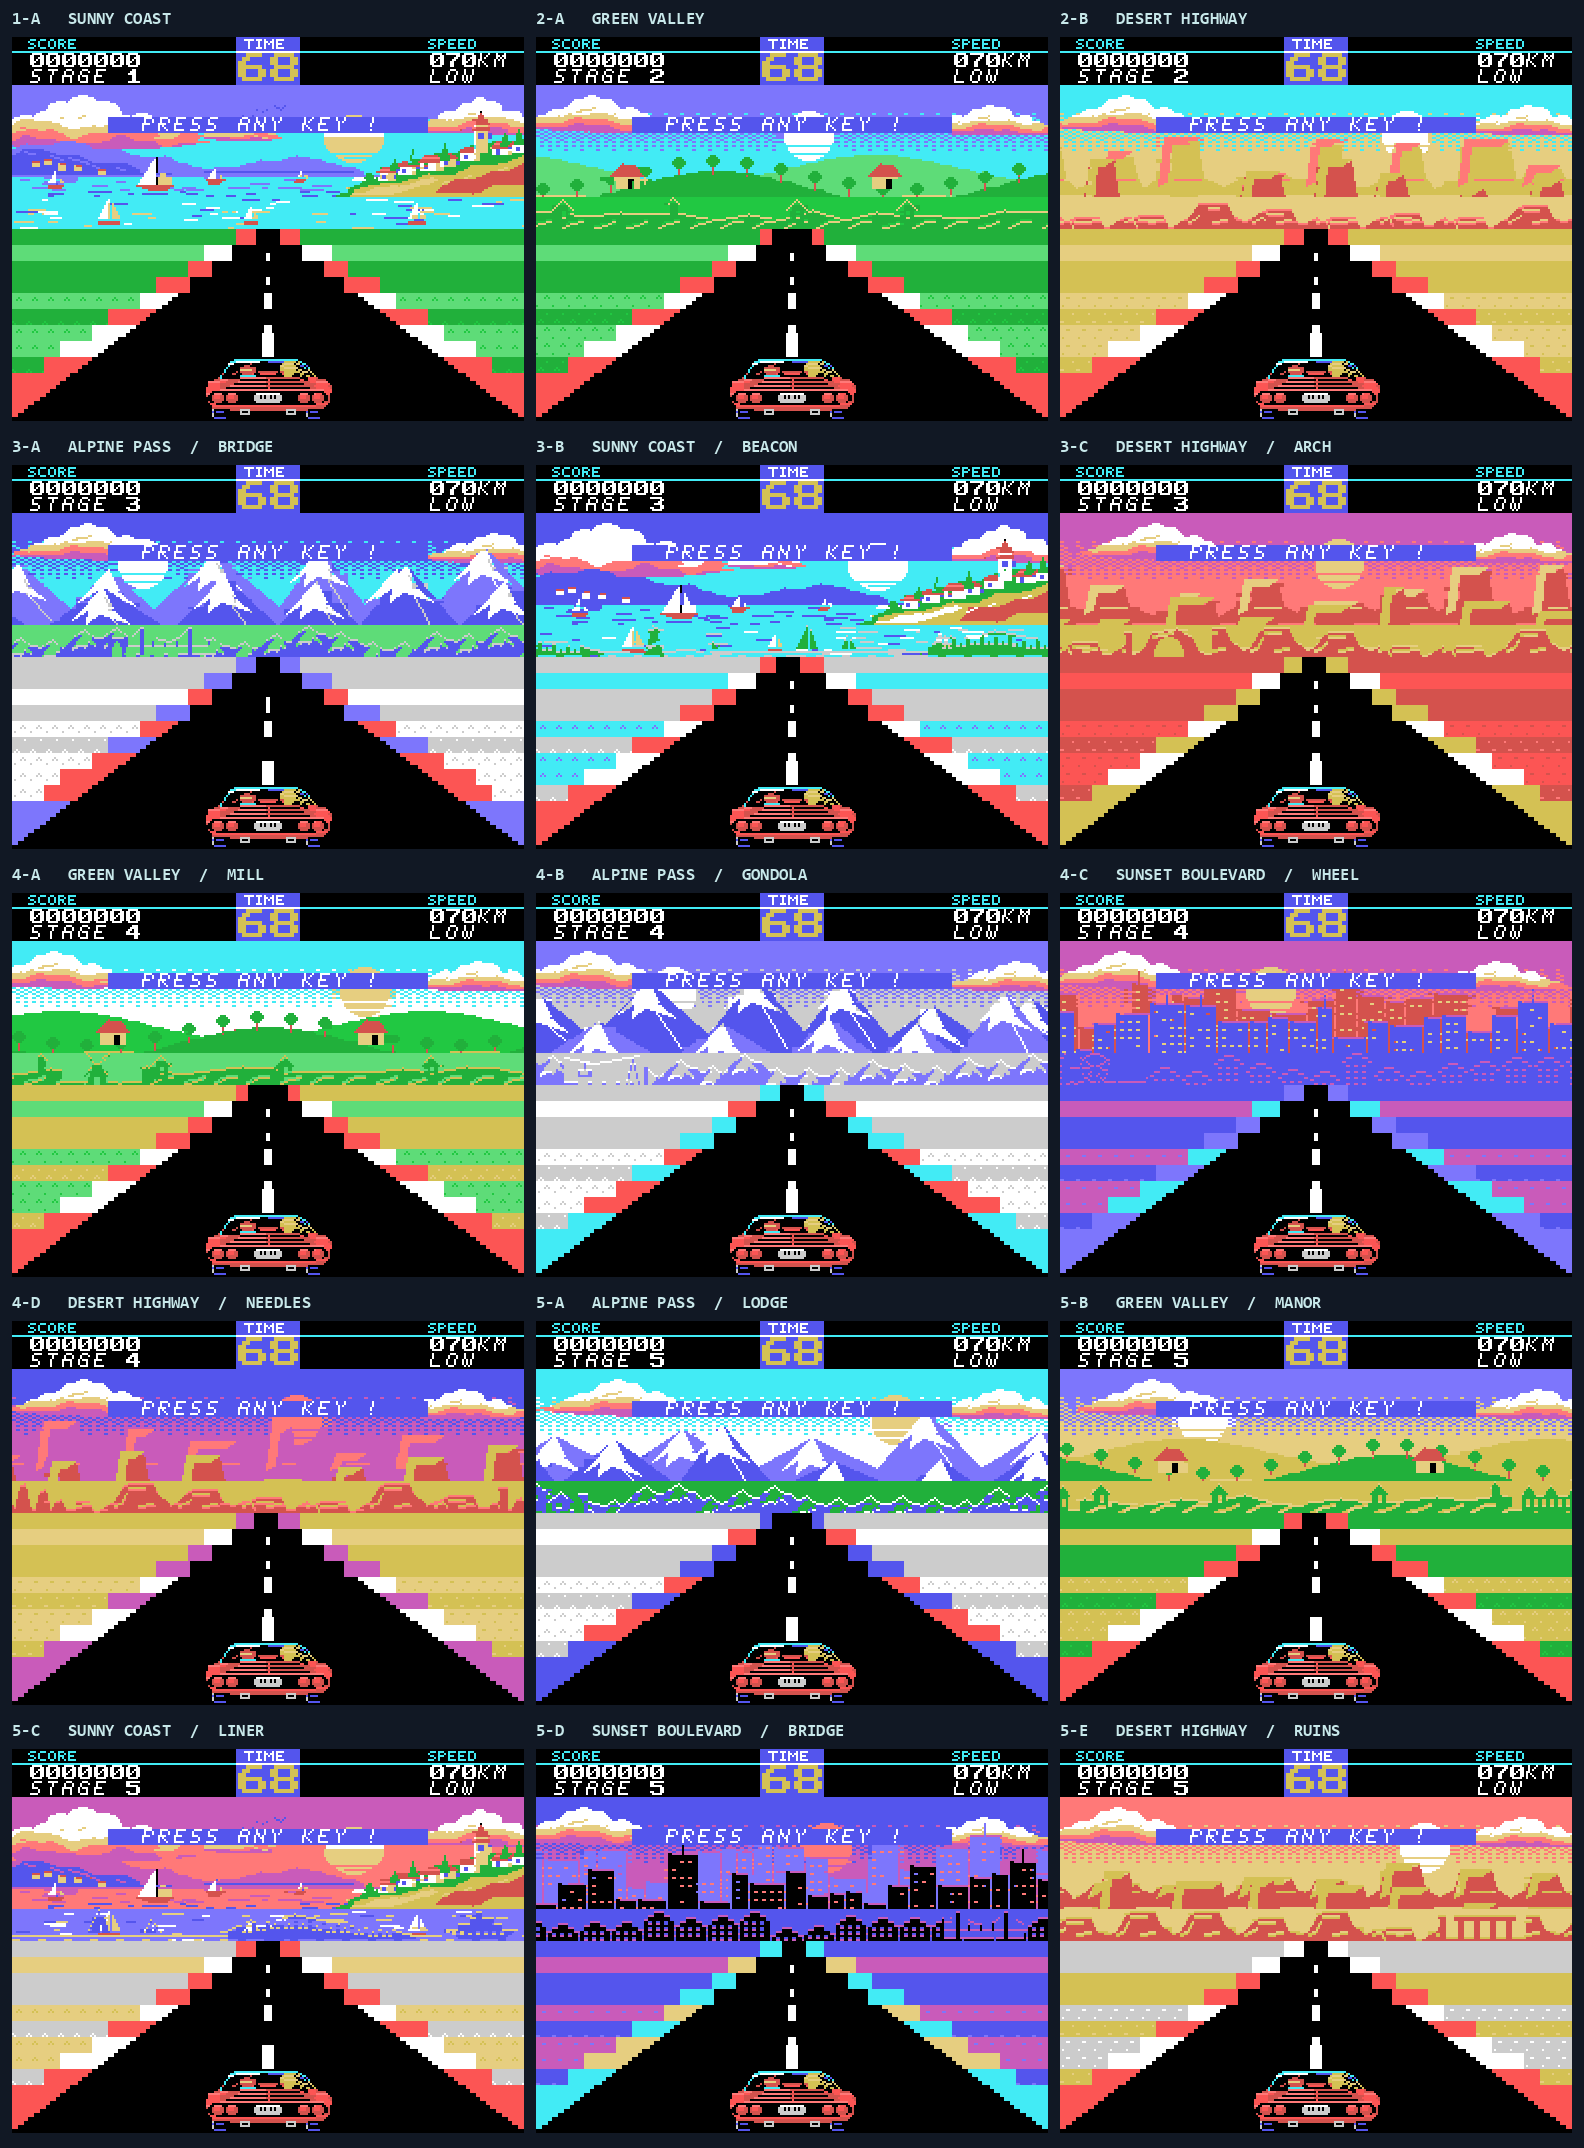 1-A SUNNY COAST
SCORE TIME SPEED
0000000 68 070KM
STAGE 1 LOW
PRESS ANY KEY !
2-A GREEN VALLEY
SCORE TIME SPEED
0000000 68 070KM
STAGE 2 LOW
PRESS ANY KEY !
2-B DESERT HIGHWAY
SCORE TIME SPEED
0000000 68 070KM
STAGE 2 LOW
PRESS ANY KEY !
3-A ALPINE PASS / BRIDGE
SCORE TIME SPEED
0000000 68 070KM
STAGE 3 LOW
PRESS ANY KEY !
3-B SUNNY COAST / BEACON
SCORE TIME SPEED
0000000 68 070KM
STAGE 3 LOW
PRESS ANY KEY !
3-C DESERT HIGHWAY / ARCH
SCORE TIME SPEED
0000000 68 070KM
STAGE 3 LOW
PRESS ANY KEY !
4-A GREEN VALLEY / MILL
SCORE TIME SPEED
0000000 68 070KM
STAGE 4 LOW
PRESS ANY KEY !
4-B ALPINE PASS / GONDOLA
SCORE TIME SPEED
0000000 68 070KM
STAGE 4 LOW
PRESS ANY KEY !
4-C SUNSET BOULEVARD / WHEEL
SCORE TIME SPEED
0000000 68 070KM
STAGE 4 LOW
PRESS ANY KEY !
4-D DESERT HIGHWAY / NEEDLES
SCORE TIME SPEED
0000000 68 070KM
STAGE 4 LOW
PRESS ANY KEY !
5-A ALPINE PASS / LODGE
SCORE TIME SPEED
0000000 68 070KM
STAGE 5 LOW
PRESS ANY KEY !
5-B GREEN VALLEY / MANOR
SCORE TIME SPEED
0000000 68 070KM
STAGE 5 LOW
PRESS ANY KEY !
5-C SUNNY COAST / LINER
SCORE TIME SPEED
0000000 68 070KM
STAGE 5 LOW
PRESS ANY KEY !
5-D SUNSET BOULEVARD / BRIDGE
SCORE TIME SPEED
0000000 68 070KM
STAGE 5 LOW
PRESS ANY KEY !
5-E DESERT HIGHWAY / RUINS
SCORE TIME SPEED
0000000 68 070KM
STAGE 5 LOW
PRESS ANY KEY !